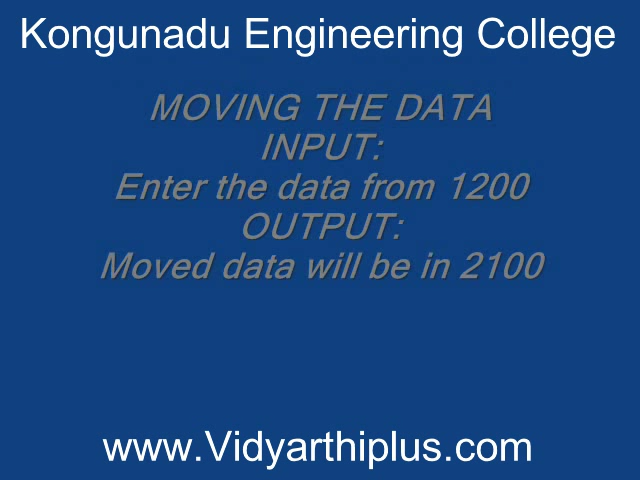 Kongunadu Engineering College
MOVING THE DATA
INPUT:
Enter the data from 1200
OUTPUT:
Moved data will be in 2100
www.Vidyarthiplus.com